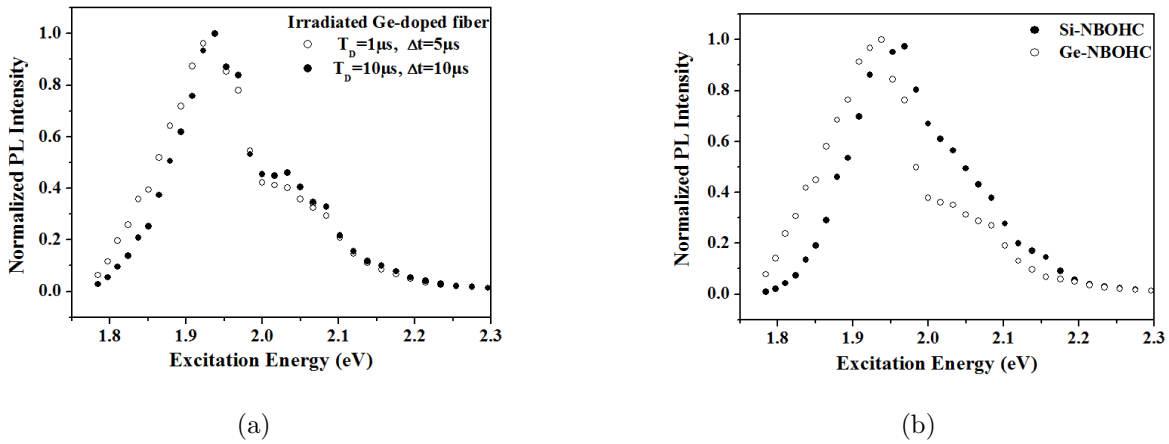 Irradiated Ge-doped fiber
T_D=1μs, Δt=5μs
T_D=10μs, Δt=10μs
Normalized PL Intensity
1.0
0.8
0.6
0.4
0.2
0.0
1.8 1.9 2.0 2.1 2.2 2.3
Excitation Energy (eV)
(a)
Si-NBOHC
Ge-NBOHC
Normalized PL Intensity
1.0
0.8
0.6
0.4
0.2
0.0
1.8 1.9 2.0 2.1 2.2 2.3
Excitation Energy (eV)
(b)